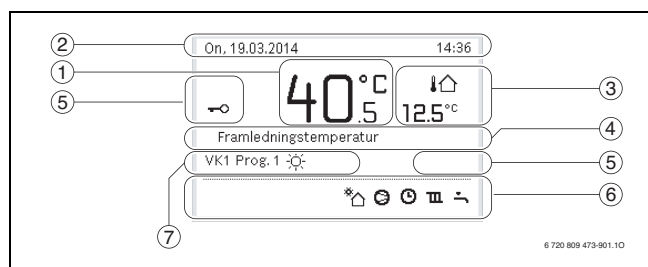 ② On, 19.03.2014 14:36
① 40.5 °C
③ 12.5 °C
⑤
④ Framledningstemperatur
⑦ VK1 Prog. 1
⑤
⑥
6 720 809 473-901.1O